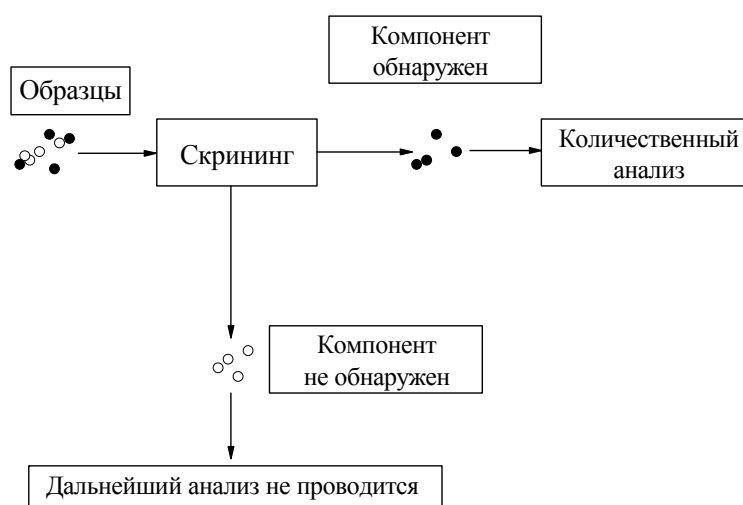 Компонент
обнаружен
Образцы
Скрининг
Количественный
анализ
Компонент
не обнаружен
Дальнейший анализ не проводится